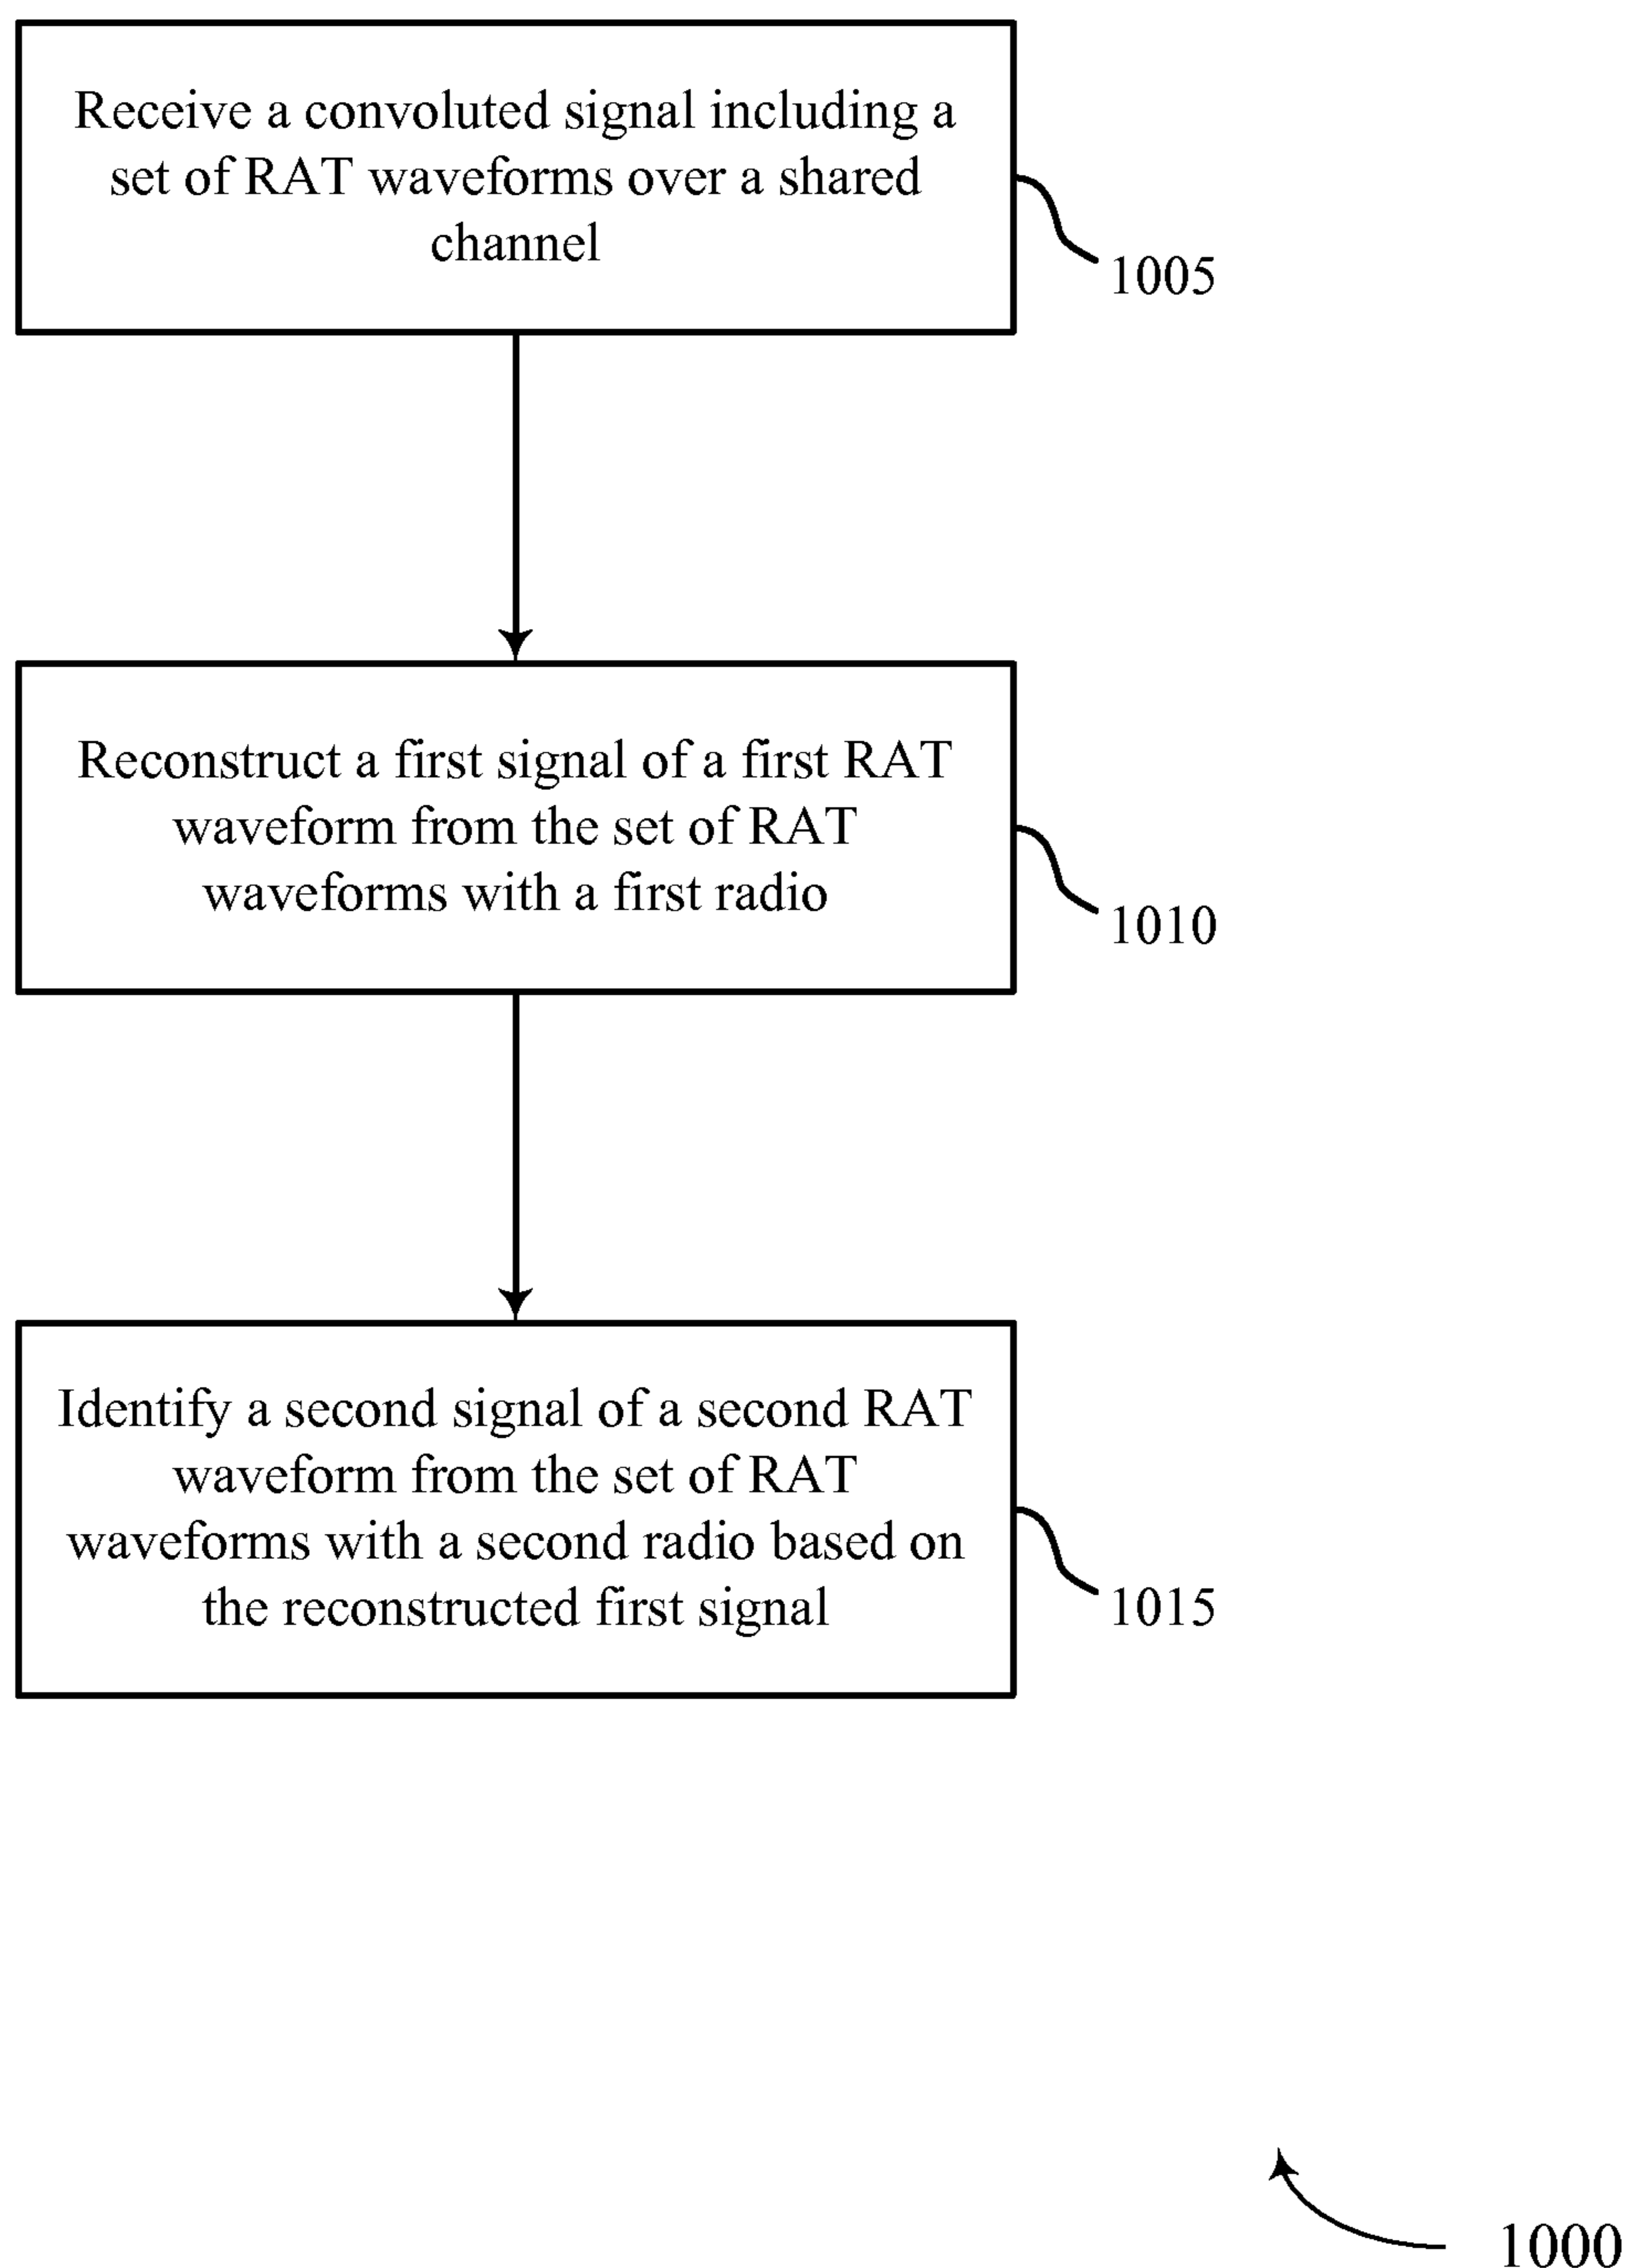 Receive a convoluted signal including a
set of RAT waveforms over a shared
channel
1005
Reconstruct a first signal of a first RAT
waveform from the set of RAT
waveforms with a first radio
1010
Identify a second signal of a second RAT
waveform from the set of RAT
waveforms with a second radio based on
the reconstructed first signal
1015
1000